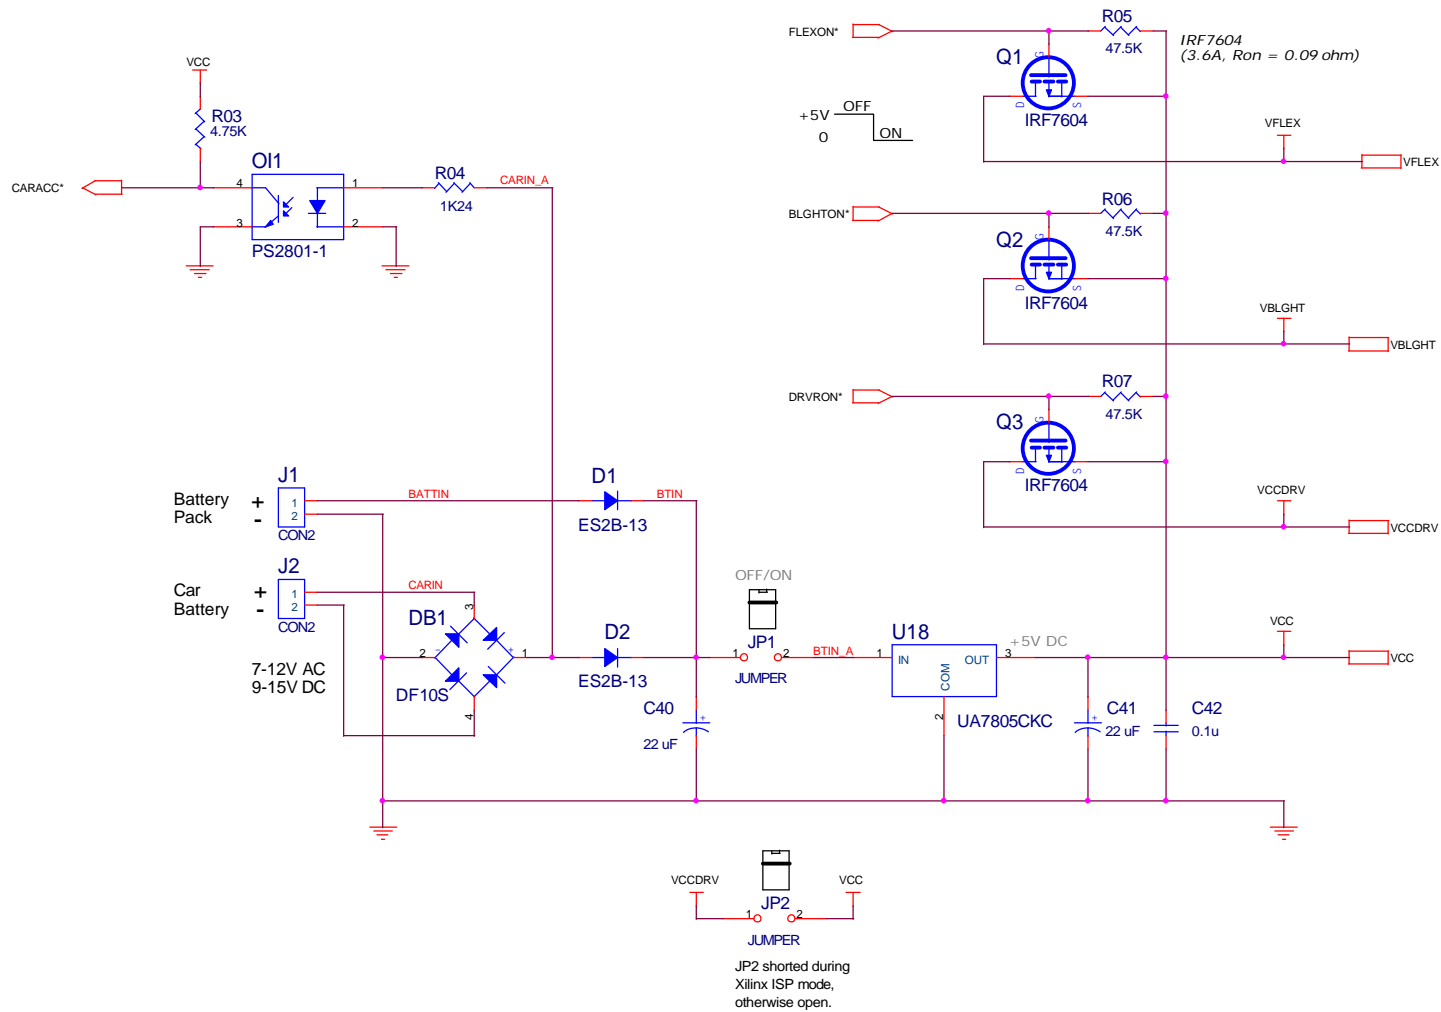 FLEXON*
R05
47.5K
IRF7604
(3.6A, Ron = 0.09 ohm)
Q1
G
D
S
IRF7604
+5V
OFF
0
ON
VFLEX
VFLEX
VCC
R03
4.75K
OI1
CARACC*
4
3
1
2
PS2801-1
R04
1K24
CARIN_A
BLGHTON*
R06
47.5K
Q2
G
D
S
IRF7604
VBLGHT
VBLGHT
DRVRON*
R07
47.5K
Q3
G
D
S
IRF7604
VCCDRV
VCCDRV
J1
Battery
Pack
+
-
1
2
CON2
BATTIN
D1
BTIN
ES2B-13
J2
Car
Battery
+
-
1
2
CON2
CARIN
7-12V AC
9-15V DC
DB1
3
2
-
+
1
4
DF10S
D2
ES2B-13
C40
+
22 uF
OFF/ON
JP1
1
2
JUMPER
BTIN_A
U18
1
IN
OUT
3
COM
2
UA7805CKC
+5V DC
VCC
VCC
C41
+
22 uF
C42
0.1u
VCCDRV
VCC
JP2
1
2
JUMPER
JP2 shorted during
Xilinx ISP mode,
otherwise open.